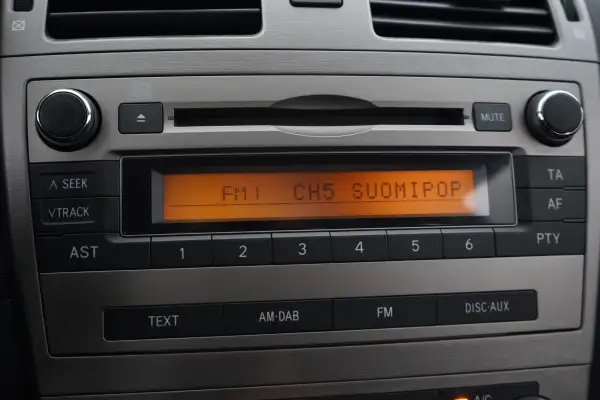 MUTE
∧ SEEK
∨ TRACK
FM1 CH5 SUOMIPOP
TA
AF
AST
1 2 3 4 5 6
PTY
TEXT
AM·DAB
FM
DISC·AUX
A/C